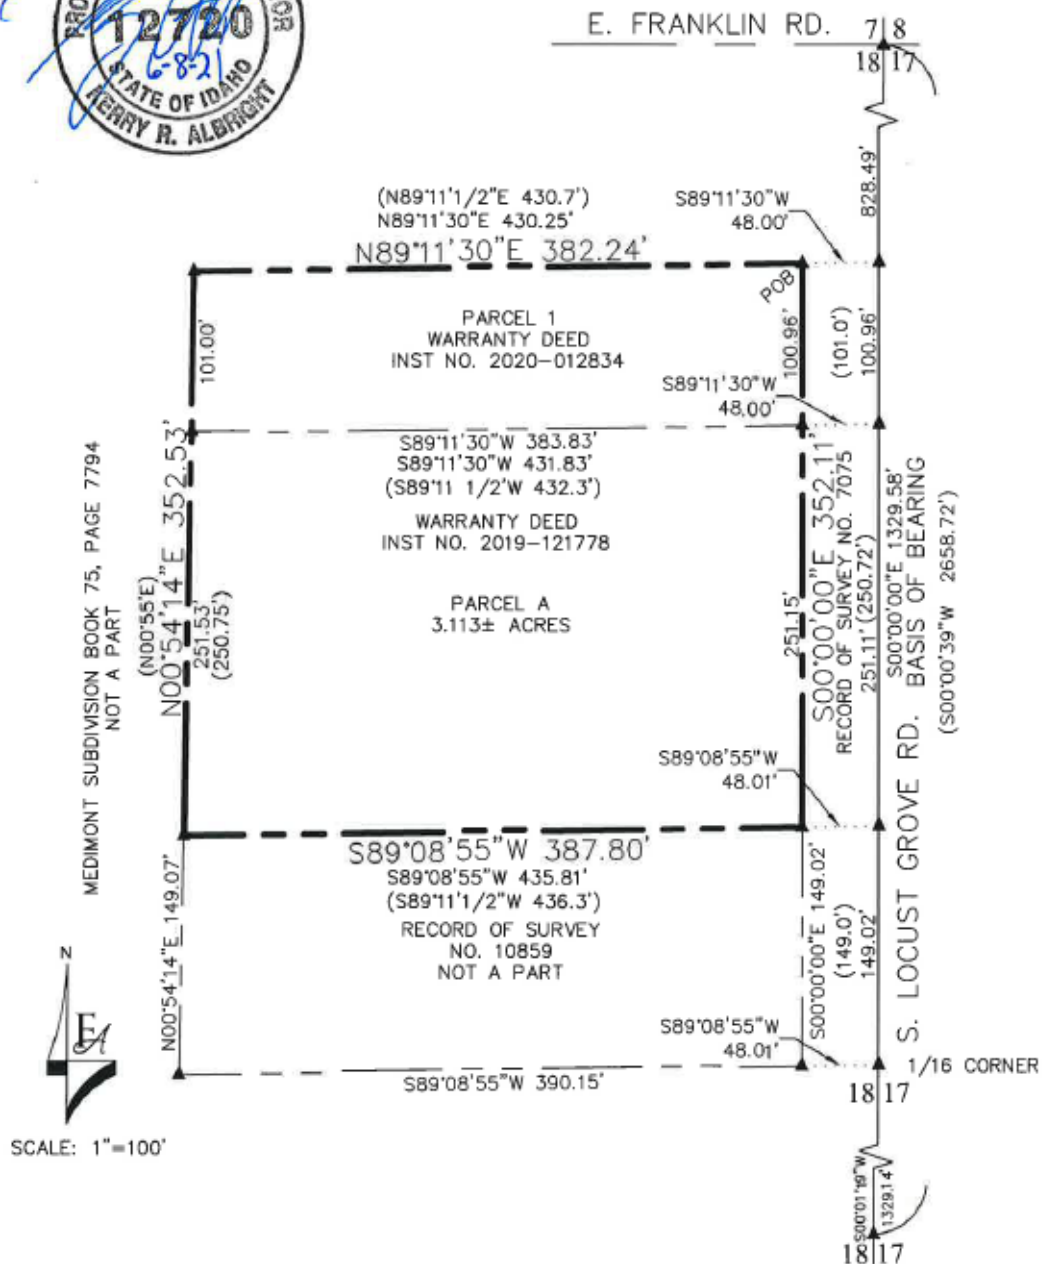 12720
6-8-21
STATE OF IDAHO
KERRY R. ALBRIGHT
E. FRANKLIN RD.
7 8
18 17
828.49'
(N89°11'1/2"E 430.7')
N89°11'30"E 430.25'
N89°11'30"E 382.24'
S89°11'30"W
48.00'
POB
101.00'
PARCEL 1
WARRANTY DEED
INST NO. 2020-012834
100.96'
(101.0')
100.96'
S89°11'30"W
48.00'
S89°11'30"W 383.83'
S89°11'30"W 431.83'
(S89°11 1/2'W 432.3')
WARRANTY DEED
INST NO. 2019-121778
PARCEL A
3.113± ACRES
MEDIMONT SUBDIVISION BOOK 75, PAGE 7794
NOT A PART
(N00°55'E)
N00°54'14"E 352.53'
251.53'
(250.75')
251.15'
S00°00'00"E 352.11'
RECORD OF SURVEY NO. 7075
251.11' (250.72')
S00°00'00"E 1329.58'
BASIS OF BEARING
(S00°00'39"W 2658.72')
S. LOCUST GROVE RD.
S89°08'55"W
48.01'
S89°08'55"W 387.80'
S89°08'55"W 435.81'
(S89°11'1/2"W 436.3')
RECORD OF SURVEY
NO. 10859
NOT A PART
N00°54'14"E 149.07'
S00°00'00"E 149.02'
(149.0')
149.02'
S89°08'55"W
48.01'
S89°08'55"W 390.15'
1/16 CORNER
18 17
N
EA
SCALE: 1"=100'
S00°01'19"W
1329.14'
18 17